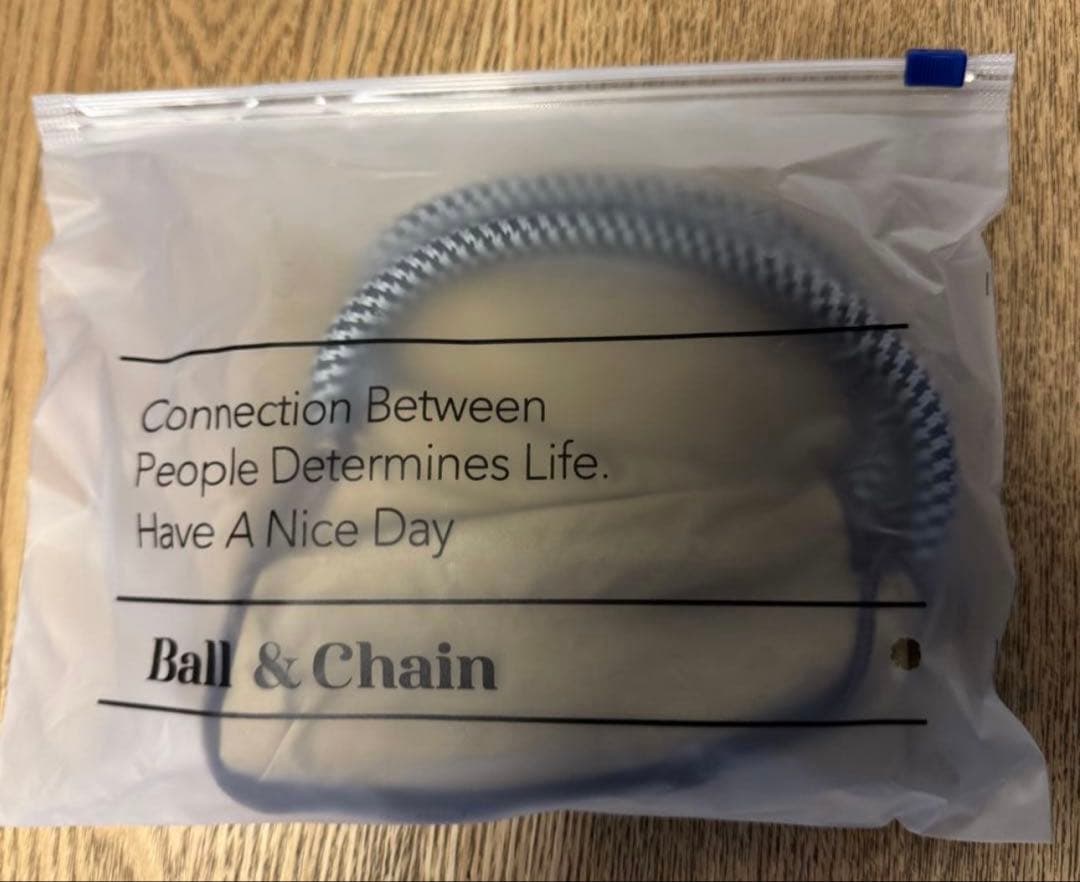 Connection Between
People Determines Life.
Have A Nice Day
Ball & Chain